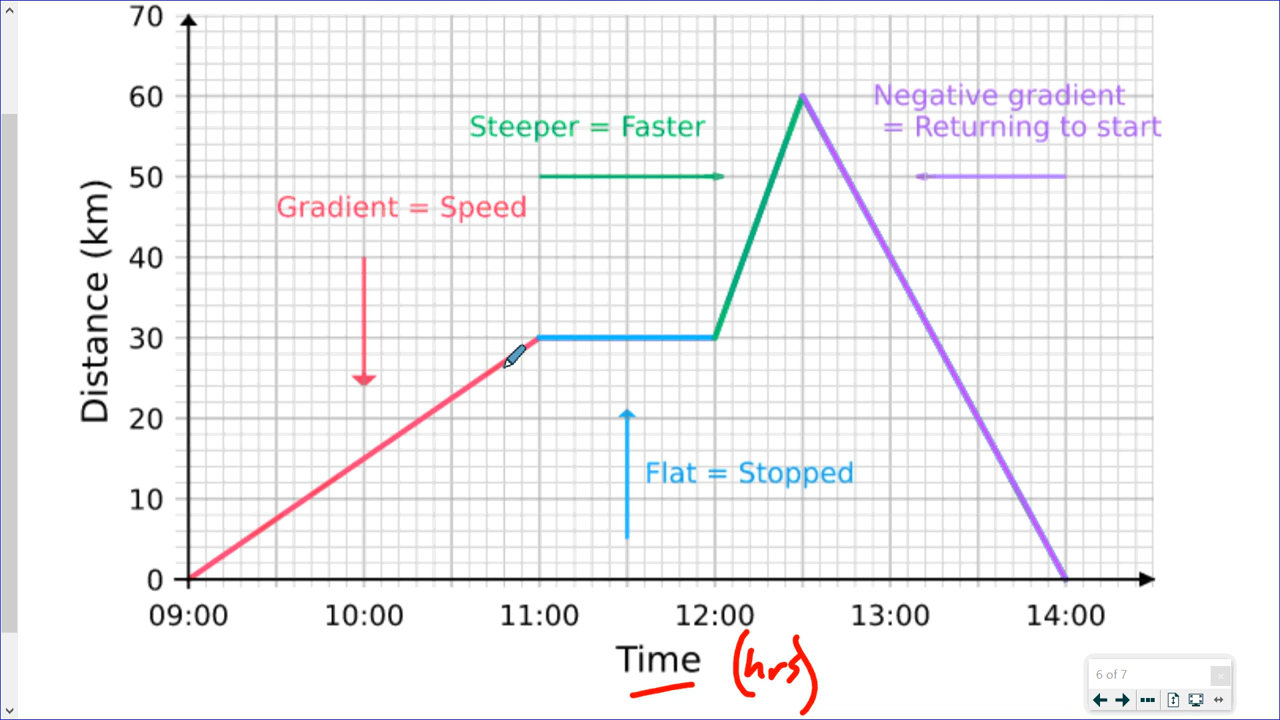 70
60
50
40
30
20
10
0
Distance (km)
Steeper = Faster
Negative gradient
= Returning to start
Gradient = Speed
Flat = Stopped
09:00 10:00 11:00 12:00 13:00 14:00
Time (hrs)
6 of 7